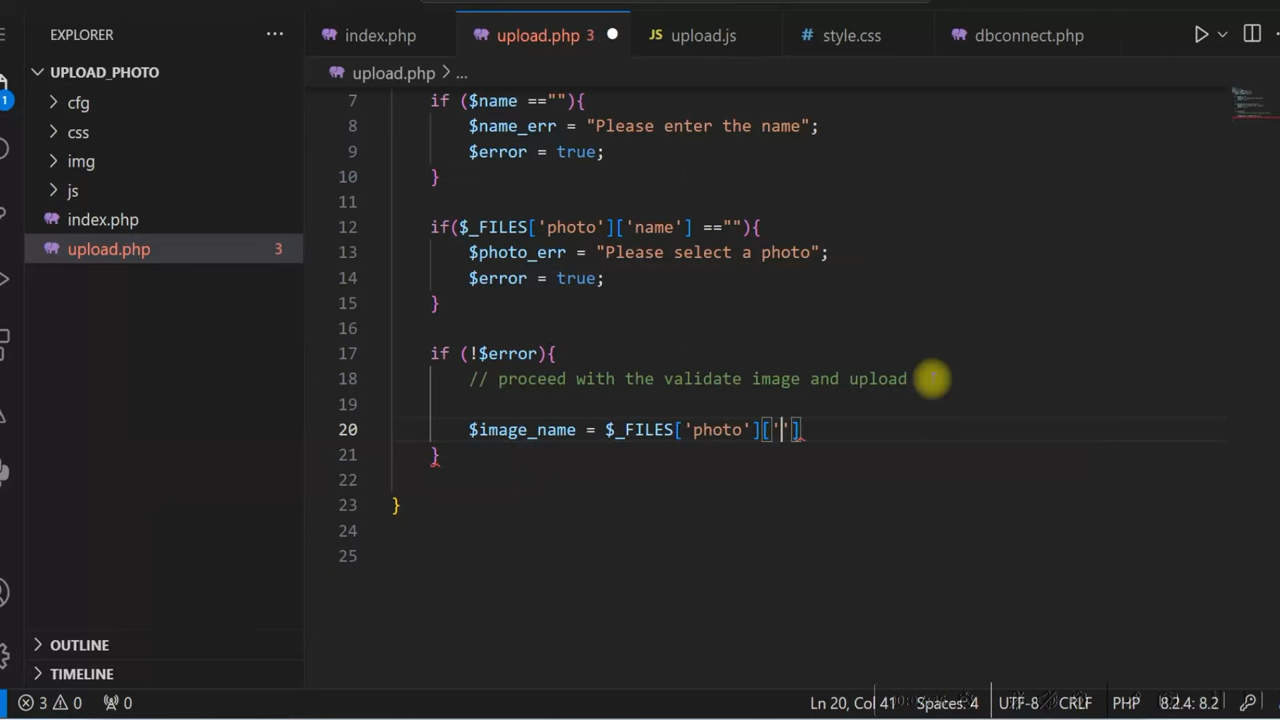 EXPLORER
...
index.php
upload.php 3
JS upload.js
# style.css
dbconnect.php
UPLOAD_PHOTO
cfg
css
img
js
index.php
upload.php 3
1
upload.php > ...
7 if ($name ==""){
8 $name_err = "Please enter the name";
9 $error = true;
10 }
11
12 if($_FILES['photo']['name'] ==""){
13 $photo_err = "Please select a photo";
14 $error = true;
15 }
16
17 if (!$error){
18 // proceed with the validate image and upload
19
20 $image_name = $_FILES['photo']['']
21 }
22
23 }
24
25
OUTLINE
TIMELINE
3 0 0 Ln 20, Col 41 Spaces: 4 UTF-8 CRLF PHP 8.2.4: 8.2